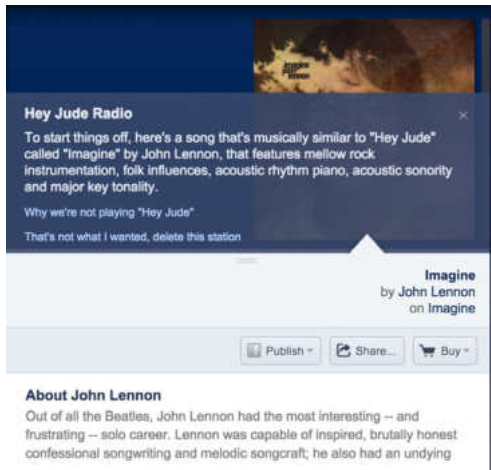 imagine
john
lennon
Hey Jude Radio
To start things off, here's a song that's musically similar to "Hey Jude"
called "Imagine" by John Lennon, that features mellow rock
instrumentation, folk influences, acoustic rhythm piano, acoustic sonority
and major key tonality.
Why we're not playing "Hey Jude"
That's not what I wanted, delete this station
Imagine
by John Lennon
on Imagine
Publish
Share...
Buy
About John Lennon
Out of all the Beatles, John Lennon had the most interesting -- and
frustrating -- solo career. Lennon was capable of inspired, brutally honest
confessional songwriting and melodic songcraft; he also had an undying